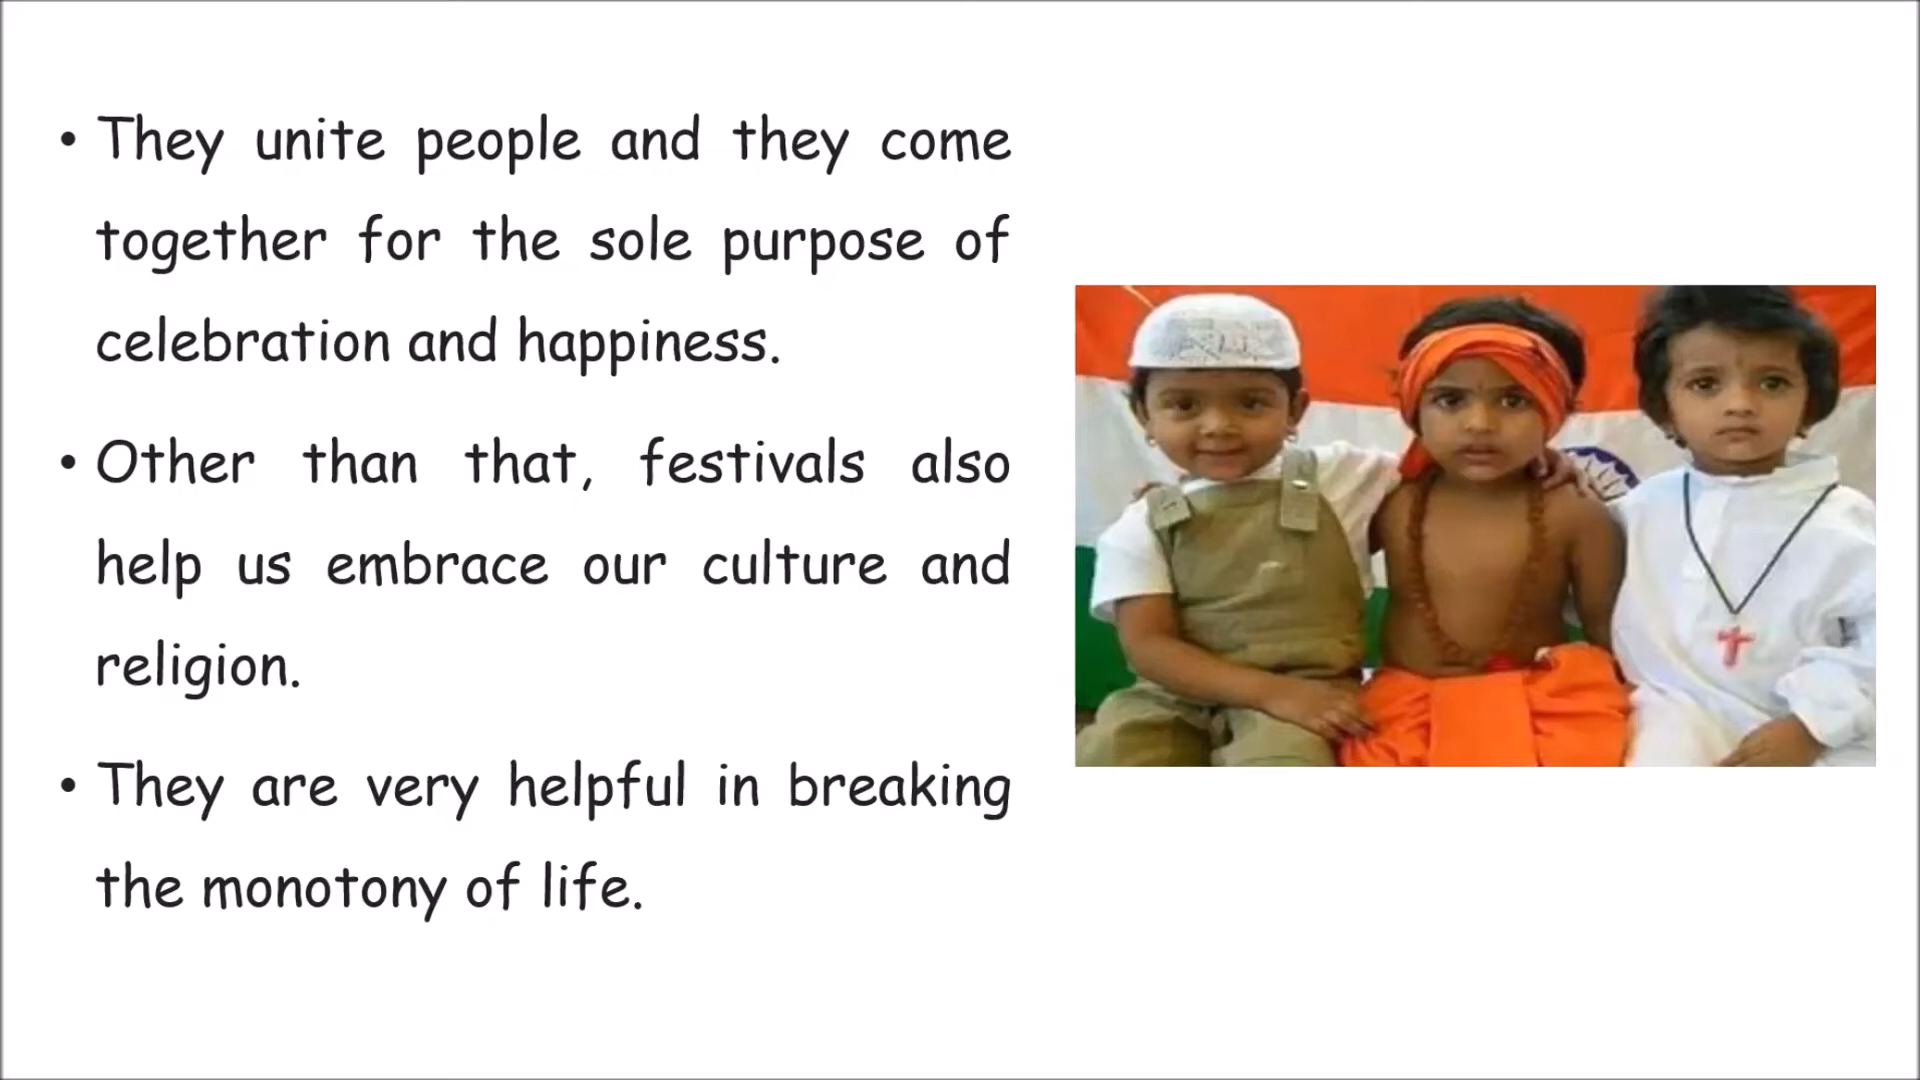 • They unite people and they come
together for the sole purpose of
celebration and happiness.
• Other than that, festivals also
help us embrace our culture and
religion.
• They are very helpful in breaking
the monotony of life.